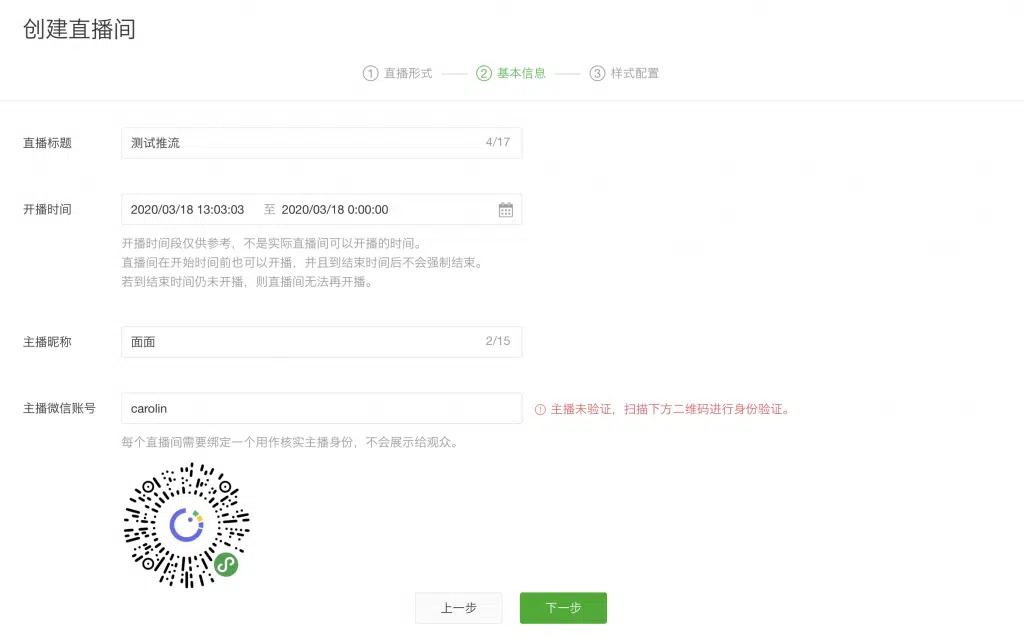 创建直播间
1 直播形式 2 基本信息 3 样式配置
直播标题 测试推流 4/17
开播时间 2020/03/18 13:03:03 至 2020/03/18 0:00:00
开播时间段仅供参考，不是实际直播间可以开播的时间。
直播间在开始时间前也可以开播，并且到结束时间后不会强制结束。
若到结束时间仍未开播，则直播间无法再开播。
主播昵称 面面 2/15
主播微信账号 carolin 主播未验证，扫描下方二维码进行身份验证。
每个直播间需要绑定一个用作核实主播身份，不会展示给观众。
上一步 下一步